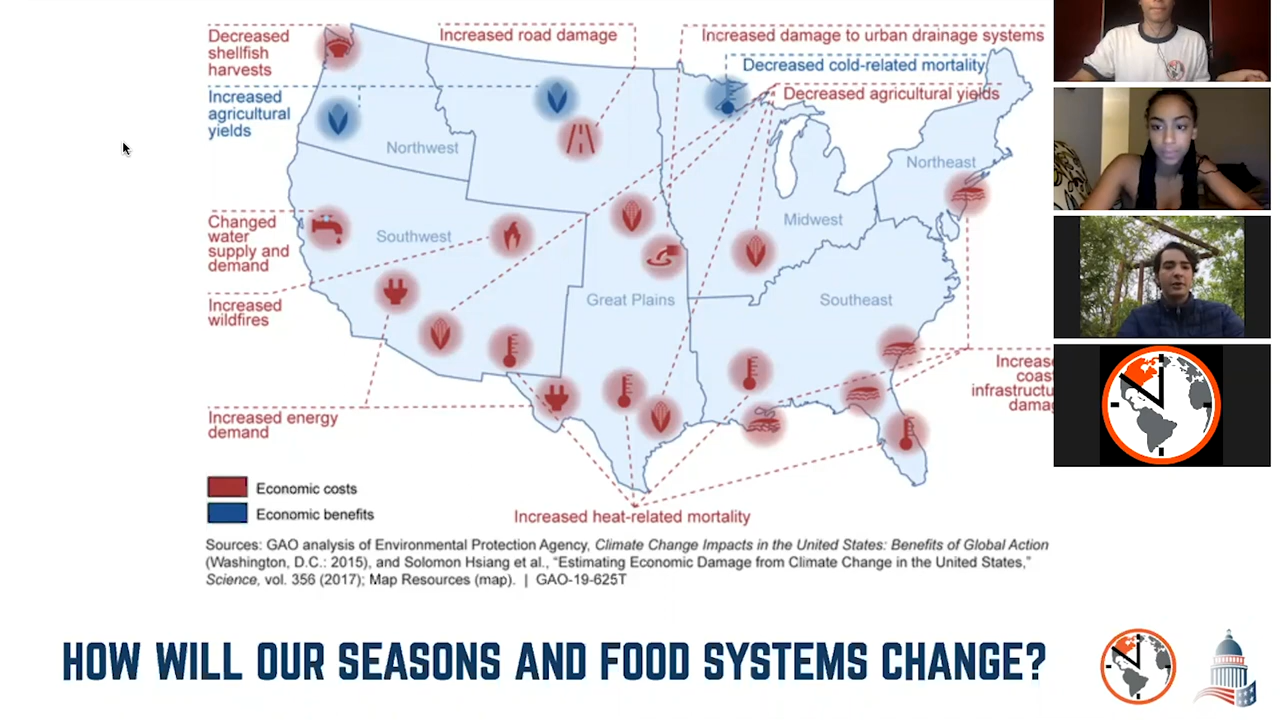 Decreased
shellfish
harvests
Increased road damage
Increased damage to urban drainage systems
Decreased cold-related mortality
Decreased agricultural yields
Increased
agricultural
yields
Northwest
Northeast
Changed
water
supply and
demand
Southwest
Midwest
Great Plains
Southeast
Increased
wildfires
Increase
coast
infrastructu
damag
Increased energy
demand
Economic costs
Economic benefits
Increased heat-related mortality
Sources: GAO analysis of Environmental Protection Agency, Climate Change Impacts in the United States: Benefits of Global Action
(Washington, D.C.: 2015), and Solomon Hsiang et al., “Estimating Economic Damage from Climate Change in the United States,”
Science, vol. 356 (2017); Map Resources (map). | GAO-19-625T
HOW WILL OUR SEASONS AND FOOD SYSTEMS CHANGE?